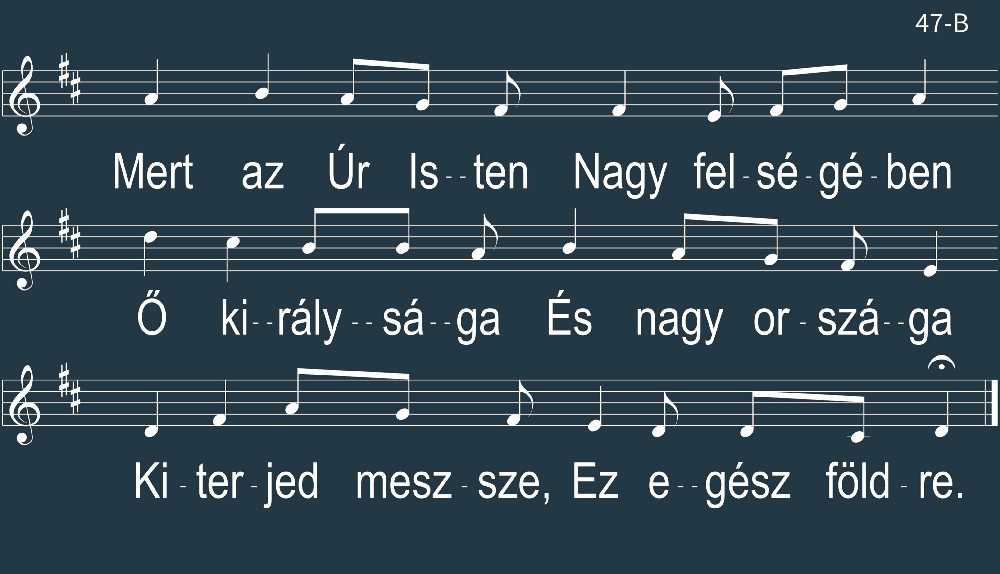 47-B
Mert az Úr Is--ten Nagy fel-sé-gé-ben
Ő ki--rály--sá--ga És nagy or-szá--ga
Ki-ter-jed mesz-sze, Ez e--gész föld-re.